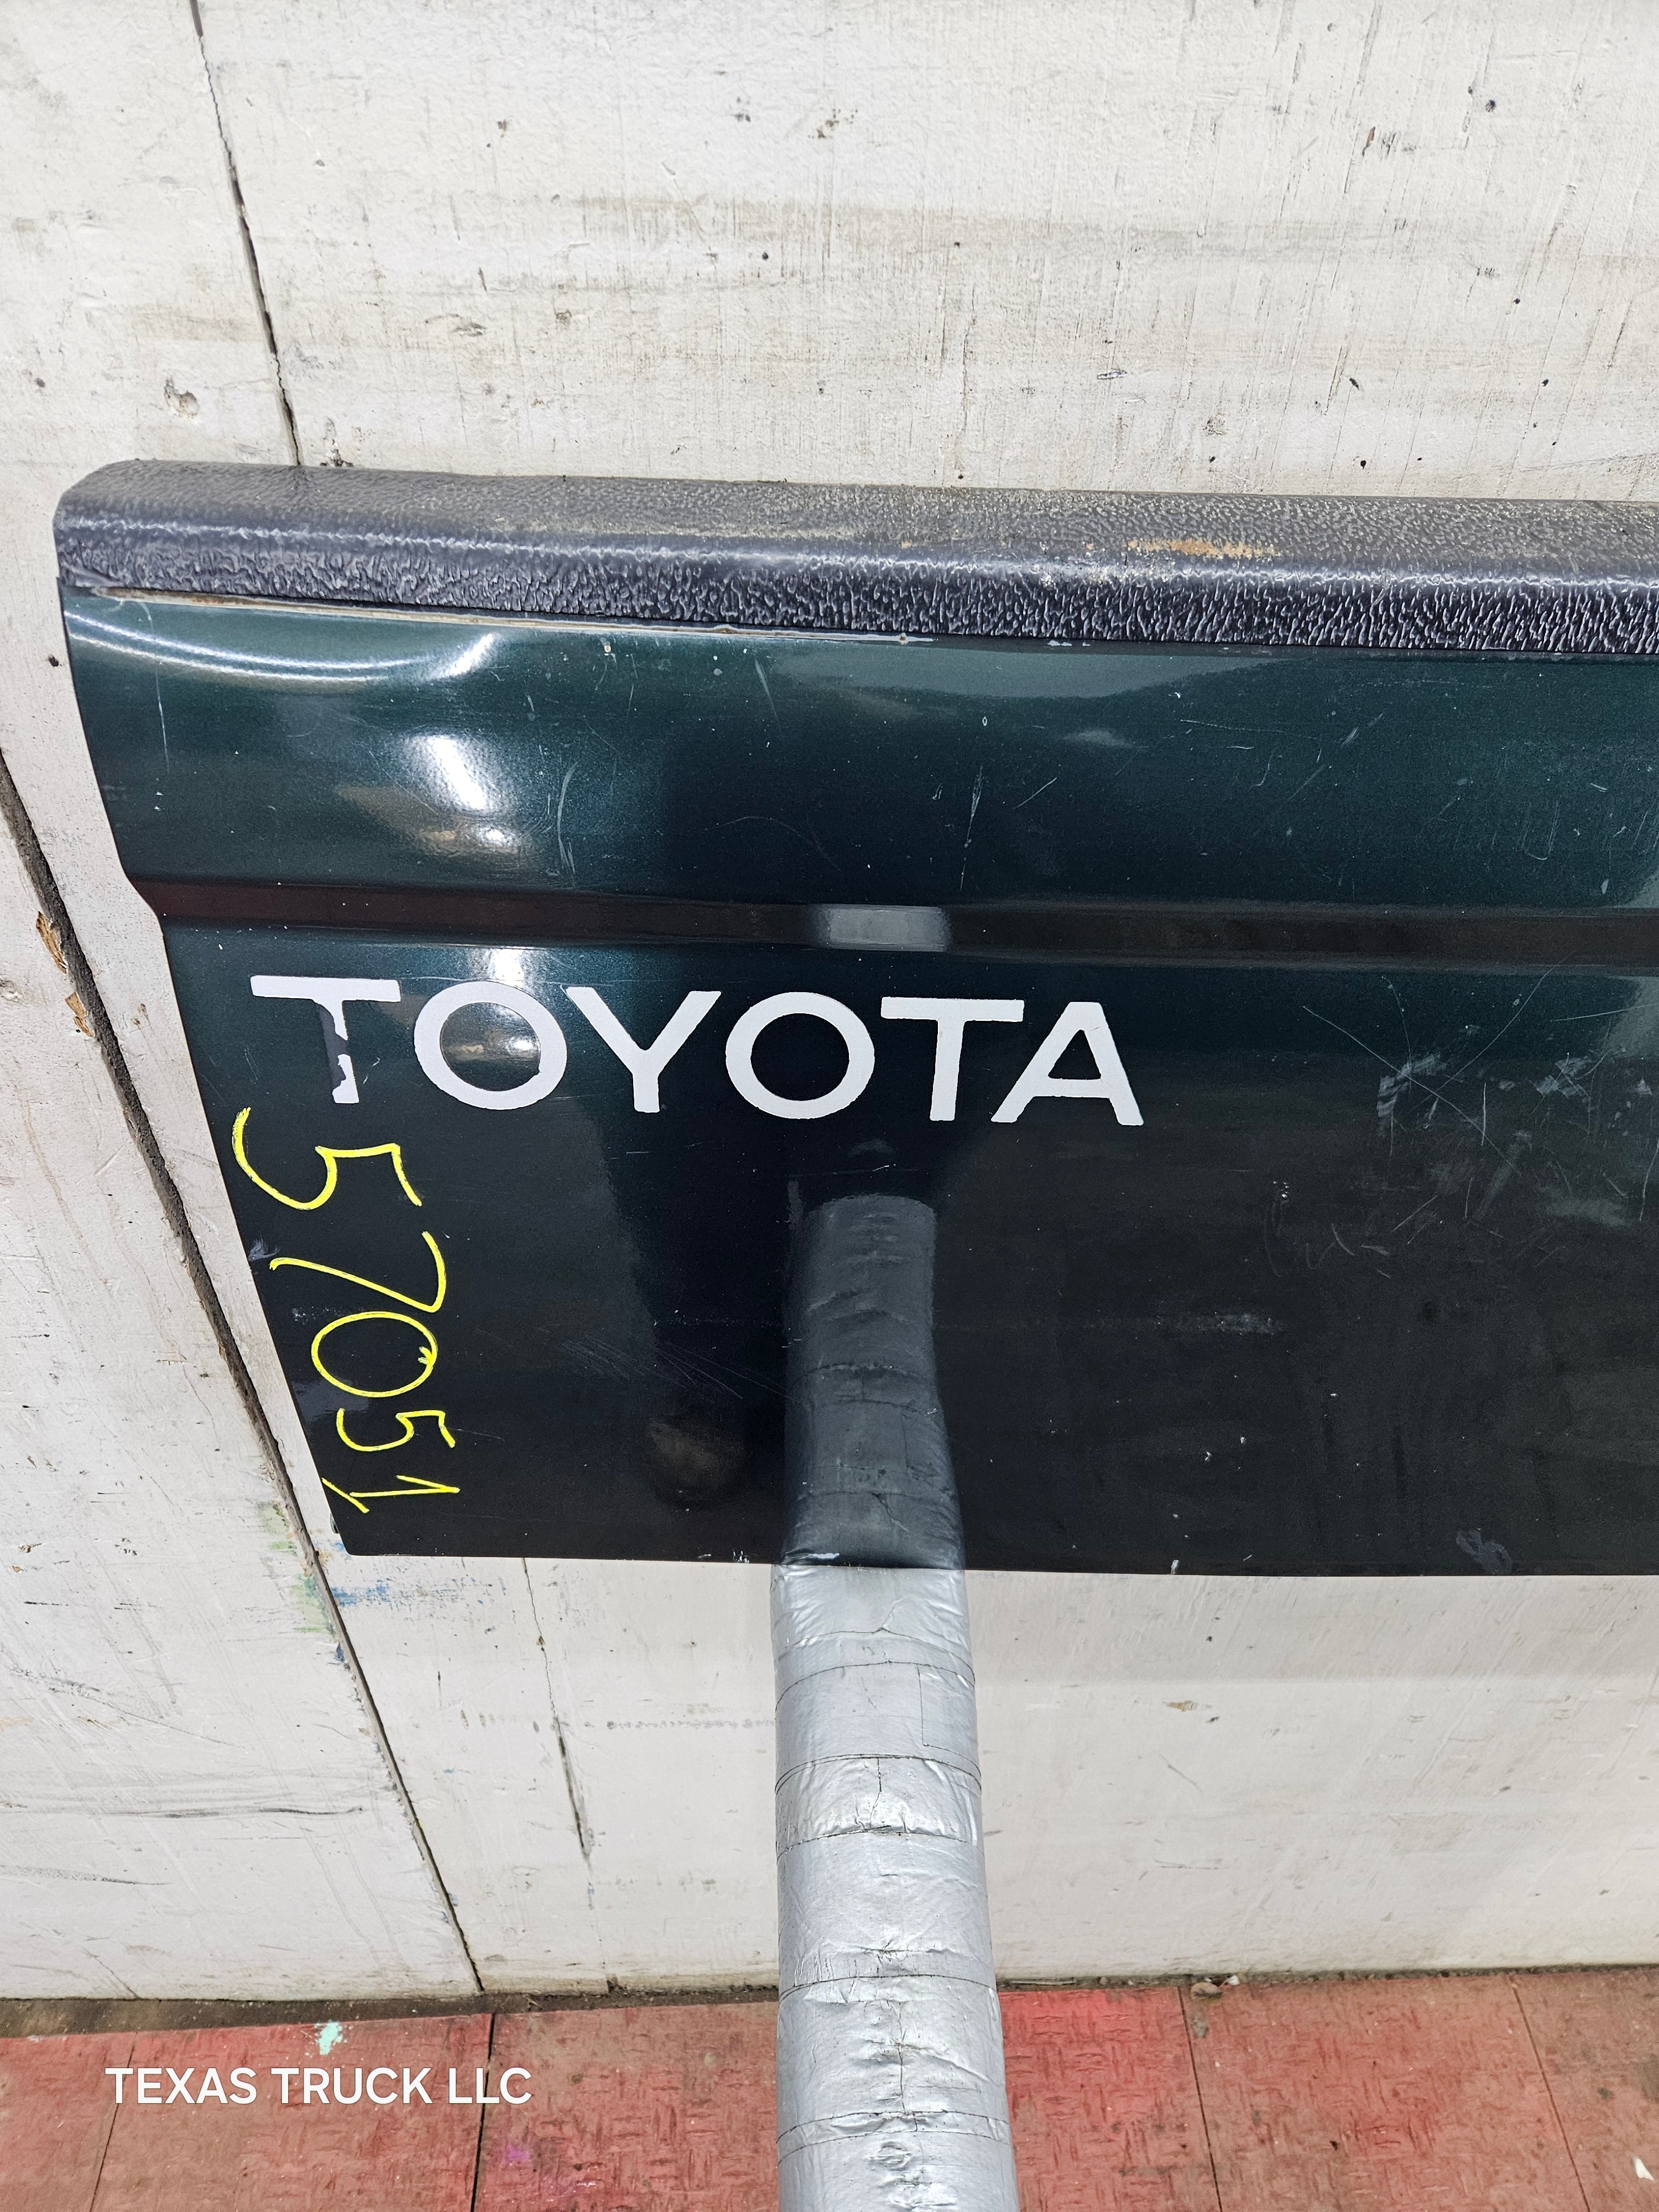 TOYOTA
57051
TEXAS TRUCK LLC